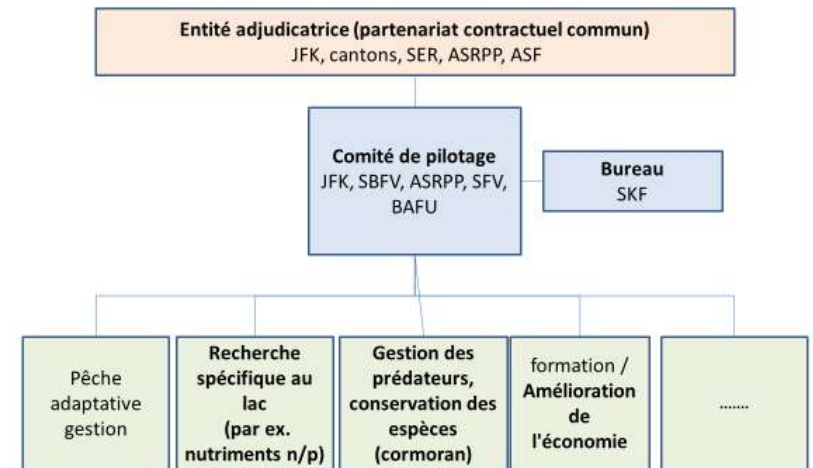 Entité adjudicatrice (partenariat contractuel commun)
JFK, cantons, SER, ASRPP, ASF
Comité de pilotage
JFK, SBFV, ASRPP, SFV,
BAFU
Bureau
SKF
Pêche
adaptative
gestion
Recherche
spécifique au
lac
(par ex.
nutriments n/p)
Gestion des
prédateurs,
conservation des
espèces
(cormoran)
formation /
Amélioration
de
l'économie
.......